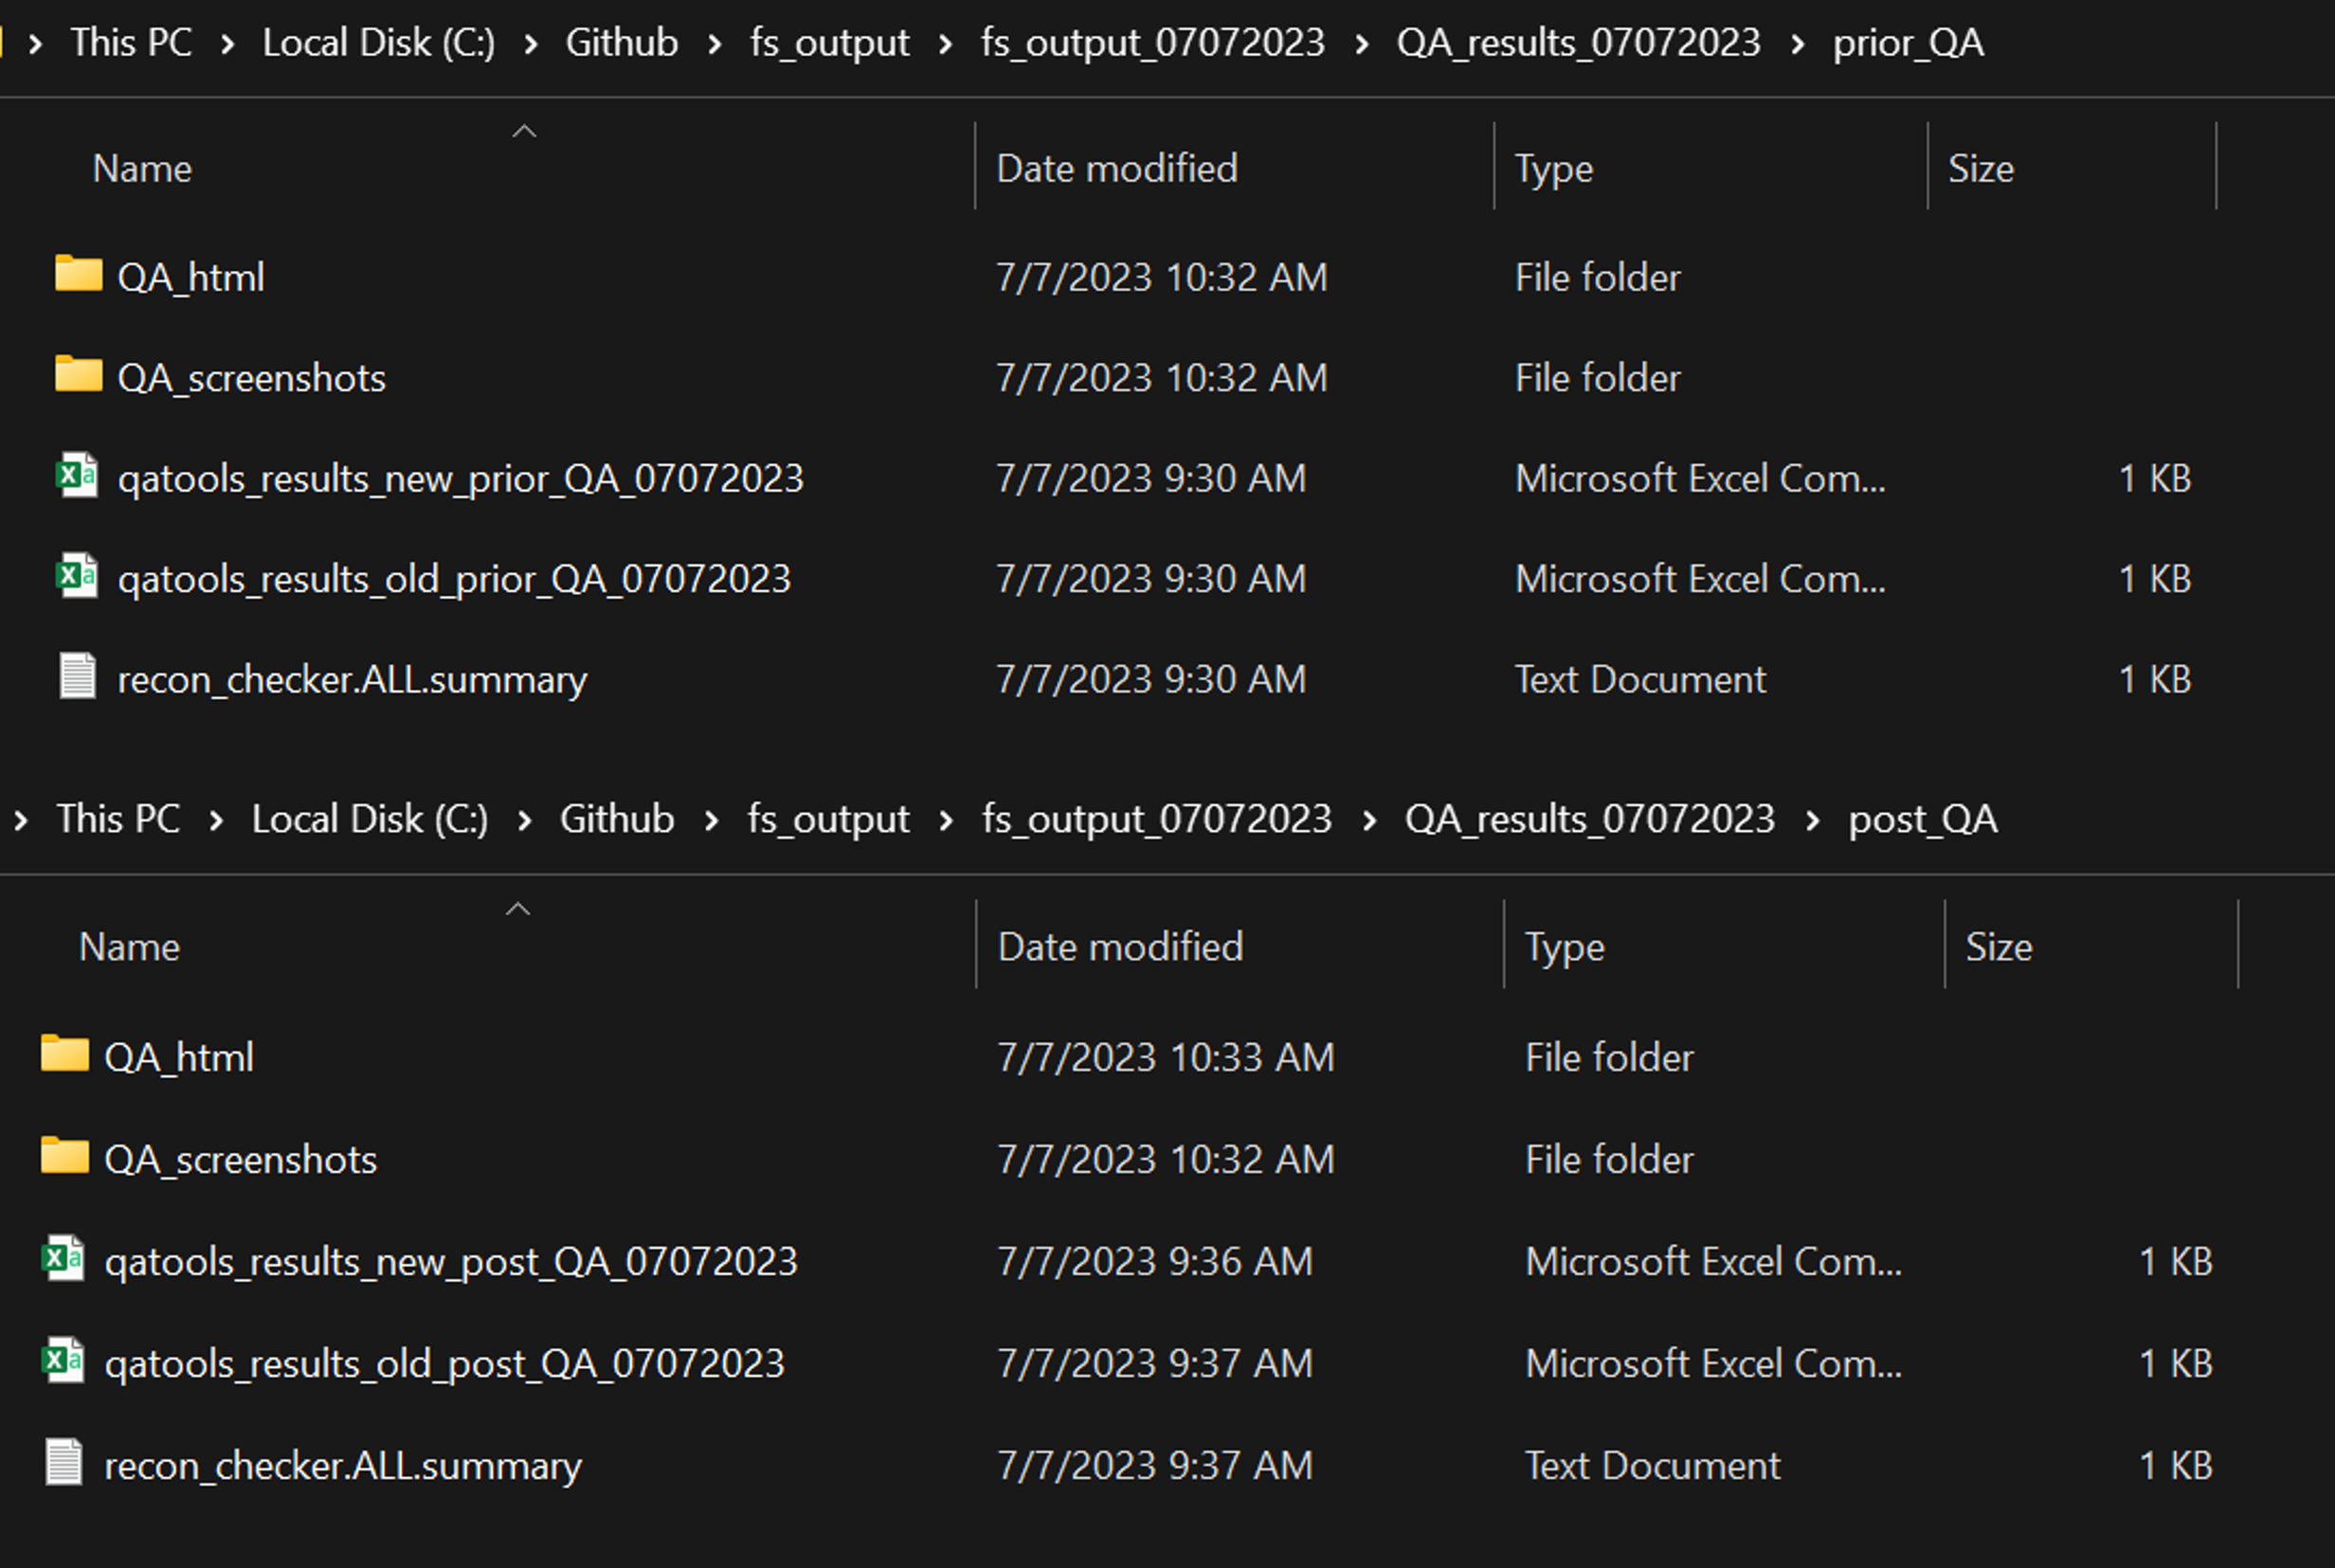 This PC > Local Disk (C:) > Github > fs_output > fs_output_07072023 > QA_results_07072023 > prior_QA
Name Date modified Type Size
QA_html 7/7/2023 10:32 AM File folder
QA_screenshots 7/7/2023 10:32 AM File folder
qatools_results_new_prior_QA_07072023 7/7/2023 9:30 AM Microsoft Excel Com... 1 KB
qatools_results_old_prior_QA_07072023 7/7/2023 9:30 AM Microsoft Excel Com... 1 KB
recon_checker.ALL.summary 7/7/2023 9:30 AM Text Document 1 KB
This PC > Local Disk (C:) > Github > fs_output > fs_output_07072023 > QA_results_07072023 > post_QA
Name Date modified Type Size
QA_html 7/7/2023 10:33 AM File folder
QA_screenshots 7/7/2023 10:32 AM File folder
qatools_results_new_post_QA_07072023 7/7/2023 9:36 AM Microsoft Excel Com... 1 KB
qatools_results_old_post_QA_07072023 7/7/2023 9:37 AM Microsoft Excel Com... 1 KB
recon_checker.ALL.summary 7/7/2023 9:37 AM Text Document 1 KB